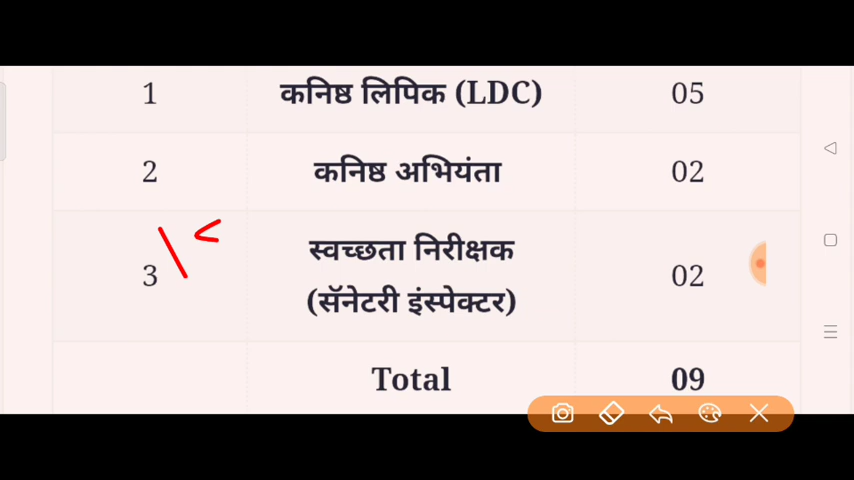 1 कनिष्ठ लिपिक (LDC) 05
2 कनिष्ठ अभियंता 02
3 स्वच्छता निरीक्षक (सॅनेटरी इंस्पेक्टर) 02
Total 09